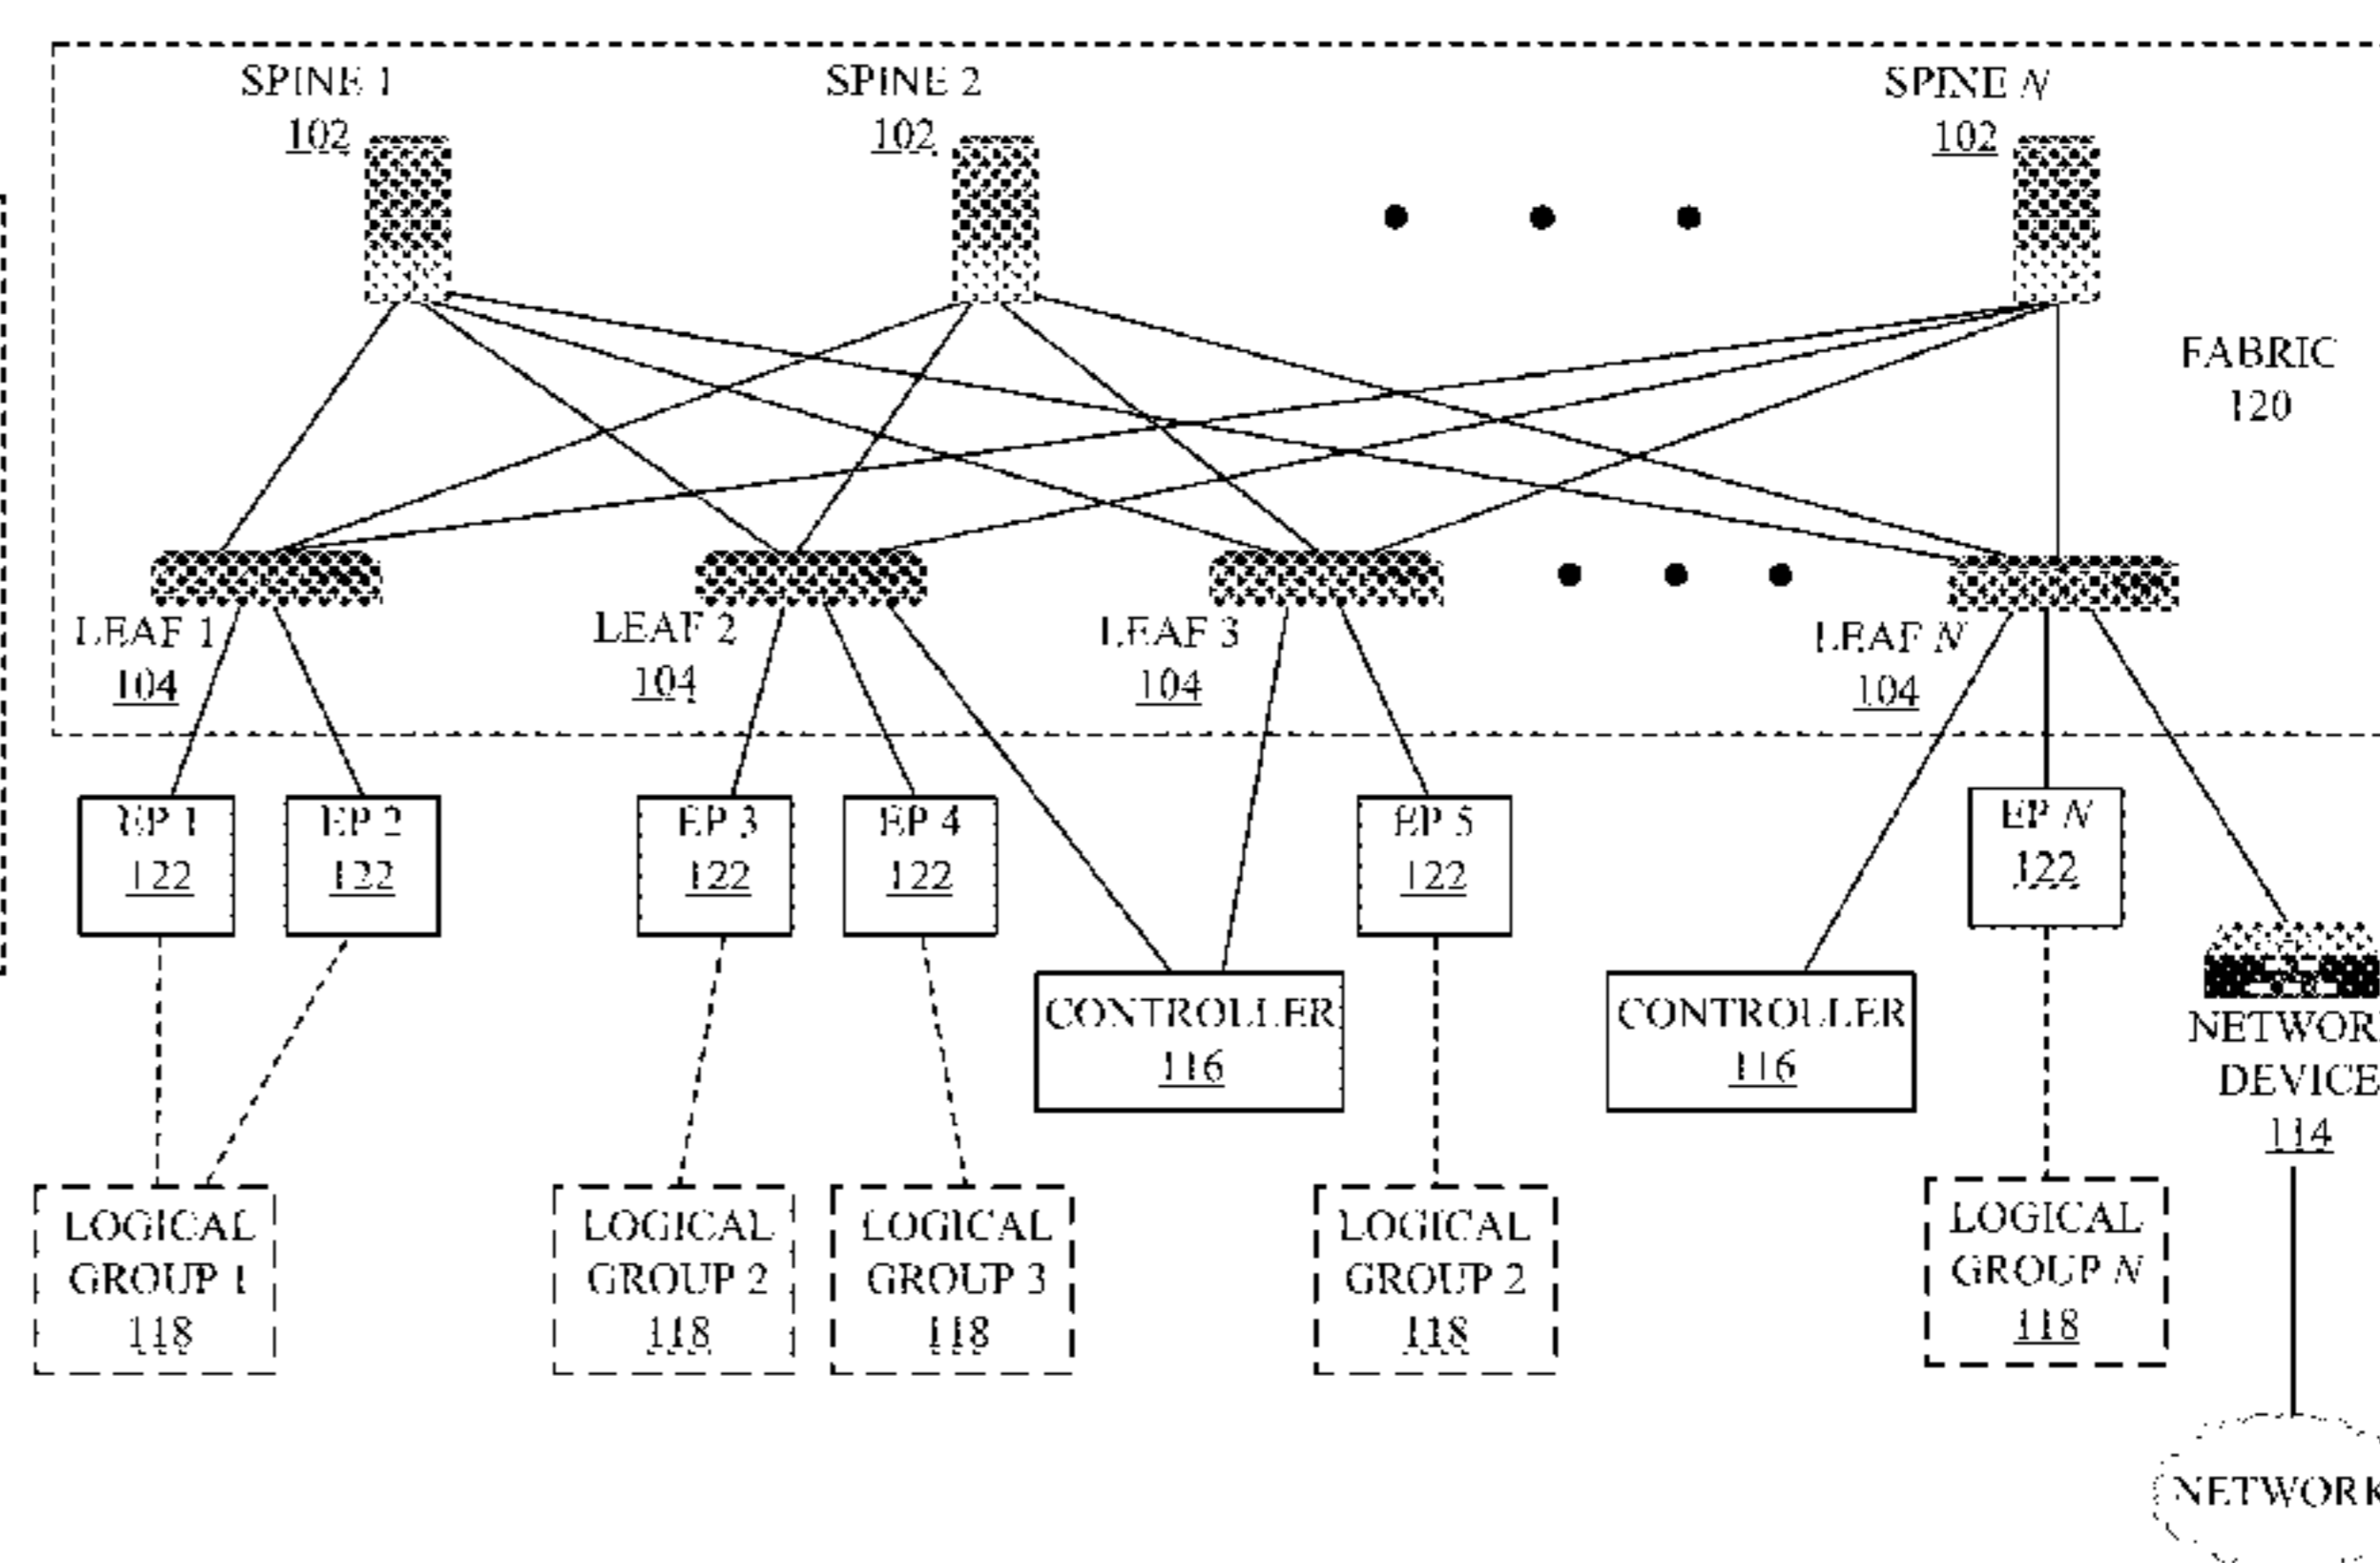 SPINE 1
102
SPINE 2
102
SPINE N
102
FABRIC
120
LEAF 1
104
LEAF 2
104
LEAF 3
104
LEAF N
104
EP 1
122
EP 2
122
EP 3
122
EP 4
122
EP 5
122
EP N
122
CONTROLLER
116
CONTROLLER
116
NETWOR
DEVICE
114
LOGICAL
GROUP 1
118
LOGICAL
GROUP 2
118
LOGICAL
GROUP 3
118
LOGICAL
GROUP 2
118
LOGICAL
GROUP N
118
NETWORK